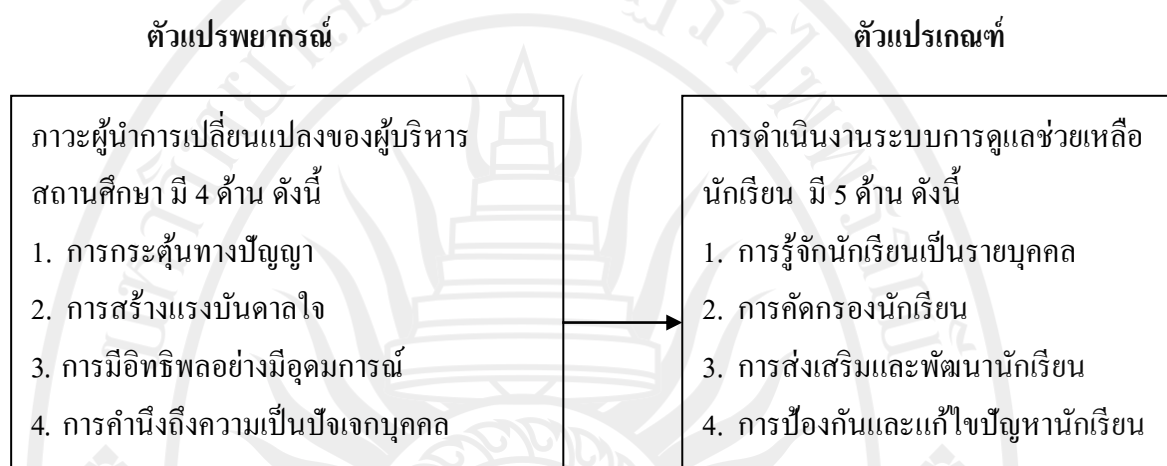 ตัวแปรพยากรณ์
ตัวแปรเกณฑ์
ภาวะผู้นำการเปลี่ยนแปลงของผู้บริหาร
สถานศึกษา มี 4 ด้าน ดังนี้
1. การกระตุ้นทางปัญญา
2. การสร้างแรงบันดาลใจ
3. การมีอิทธิพลอย่างมีอุดมการณ์
4. การคำนึงถึงความเป็นปัจเจกบุคคล
การดำเนินงานระบบการดูแลช่วยเหลือ
นักเรียน มี 5 ด้าน ดังนี้
1. การรู้จักนักเรียนเป็นรายบุคคล
2. การคัดกรองนักเรียน
3. การส่งเสริมและพัฒนานักเรียน
4. การป้องกันและแก้ไขปัญหานักเรียน